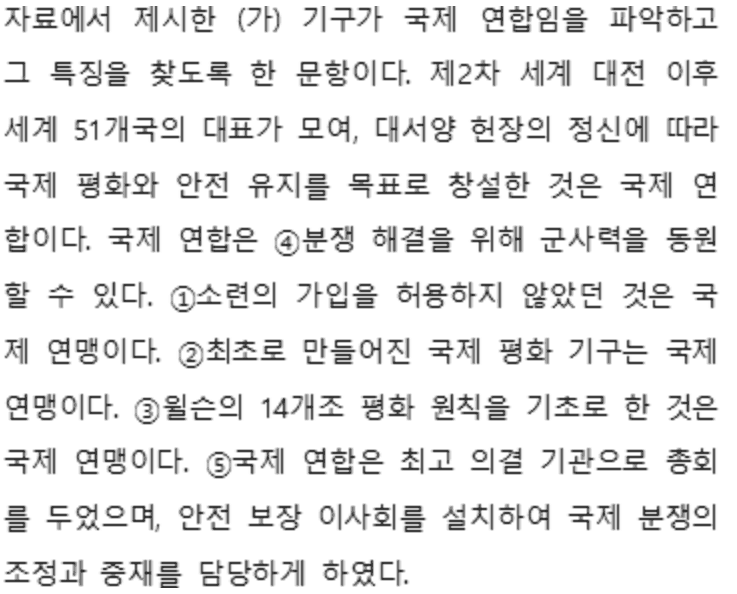 자료에서 제시한 (가) 기구가 국제 연합임을 파악하고
그 특징을 찾도록 한 문항이다. 제2차 세계 대전 이후
세계 51개국의 대표가 모여, 대서양 헌장의 정신에 따라
국제 평화와 안전 유지를 목표로 창설한 것은 국제 연
합이다. 국제 연합은 ④분쟁 해결을 위해 군사력을 동원
할 수 있다. ①소련의 가입을 허용하지 않았던 것은 국
제 연맹이다. ②최초로 만들어진 국제 평화 기구는 국제
연맹이다. ③윌슨의 14개조 평화 원칙을 기초로 한 것은
국제 연맹이다. ⑤국제 연합은 최고 의결 기관으로 총회
를 두었으며, 안전 보장 이사회를 설치하여 국제 분쟁의
조정과 중재를 담당하게 하였다.